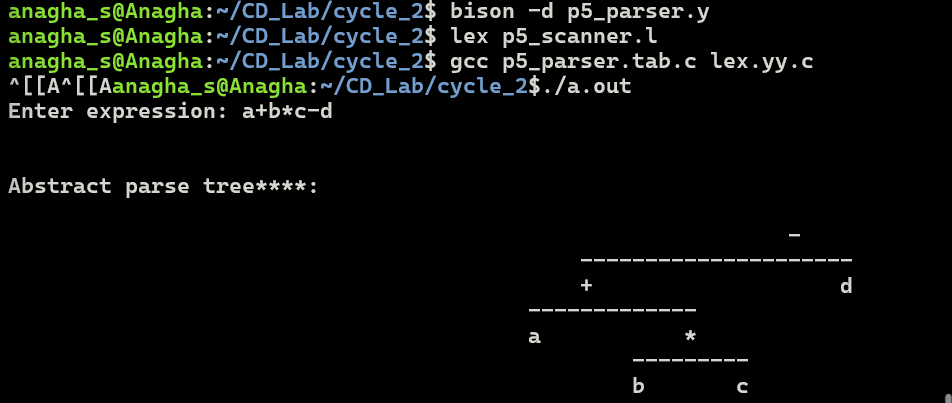 anagha_s@Anagha:~/CD_Lab/cycle_2$ bison -d p5_parser.y
anagha_s@Anagha:~/CD_Lab/cycle_2$ lex p5_scanner.l
anagha_s@Anagha:~/CD_Lab/cycle_2$ gcc p5_parser.tab.c lex.yy.c
^[[A^[[Aanagha_s@Anagha:~/CD_Lab/cycle_2$./a.out
Enter expression: a+b*c-d
Abstract parse tree****:
-
---------------------
+ d
-------------
a *
---------
b c